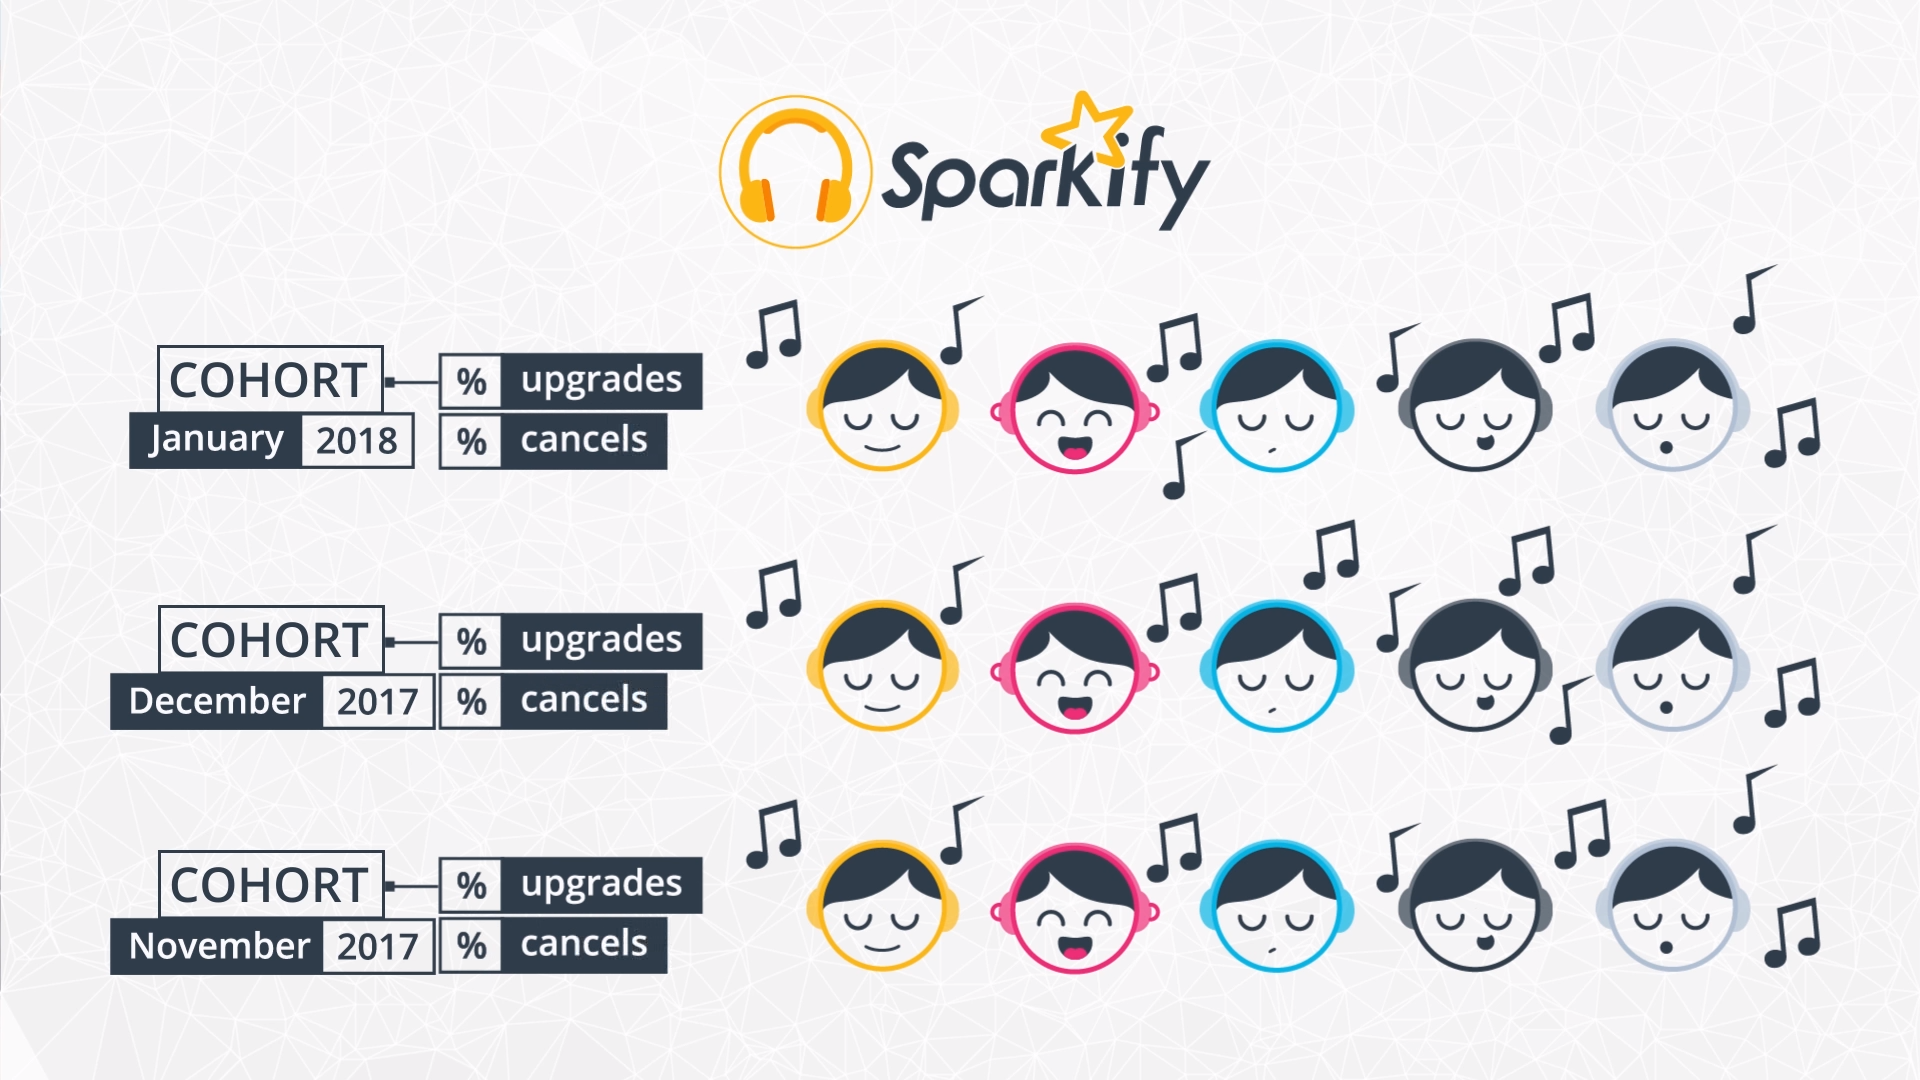 Sparkify
COHORT
January 2018
% upgrades
% cancels
COHORT
December 2017
% upgrades
% cancels
COHORT
November 2017
% upgrades
% cancels